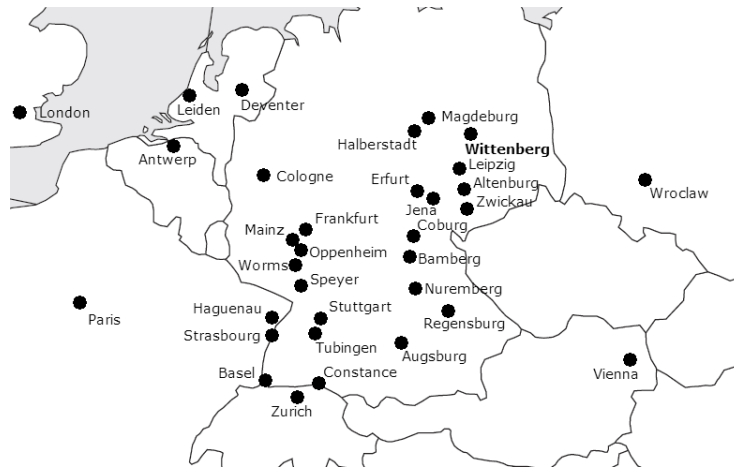 London
Leiden
Deventer
Magdeburg
Halberstadt
Wittenberg
Antwerp
Leipzig
Cologne
Erfurt
Altenburg
Wroclaw
Jena
Zwickau
Frankfurt
Coburg
Mainz
Oppenheim
Worms
Bamberg
Speyer
Nuremberg
Haguenau
Stuttgart
Paris
Regensburg
Strasbourg
Tubingen
Augsburg
Basel
Constance
Vienna
Zurich